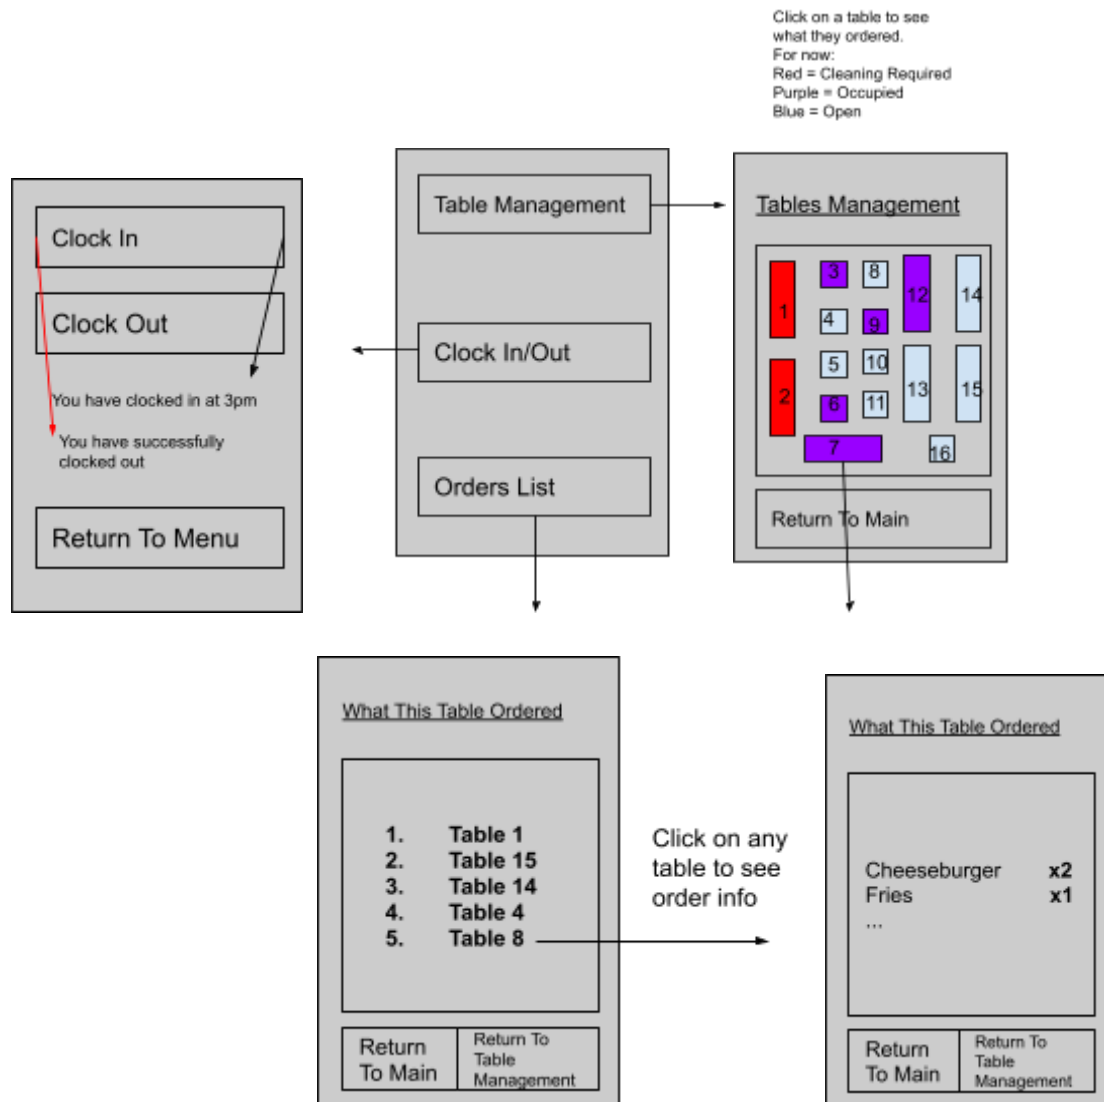 Click on a table to see
what they ordered.
For now:
Red = Cleaning Required
Purple = Occupied
Blue = Open
Clock In
Clock Out
You have clocked in at 3pm
You have successfully
clocked out
Return To Menu
Table Management
Clock In/Out
Orders List
Tables Management
1
2
3
4
5
6
7
8
9
10
11
12
13
14
15
16
Return To Main
What This Table Ordered
1. Table 1
2. Table 15
3. Table 14
4. Table 4
5. Table 8
Return
To Main
Return To
Table
Management
Click on any
table to see
order info
What This Table Ordered
Cheeseburger x2
Fries x1
...
Return
To Main
Return To
Table
Management